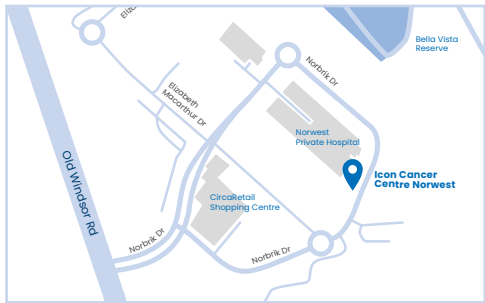 Eliza
Bella Vista
Reserve
Norbrik Dr
Elizabeth
Macarthur Dr
Norwest
Private Hospital
Old Windsor Rd
Icon Cancer
Centre Norwest
CircaRetail
Shopping Centre
Norbrik Dr
Norbrik Dr